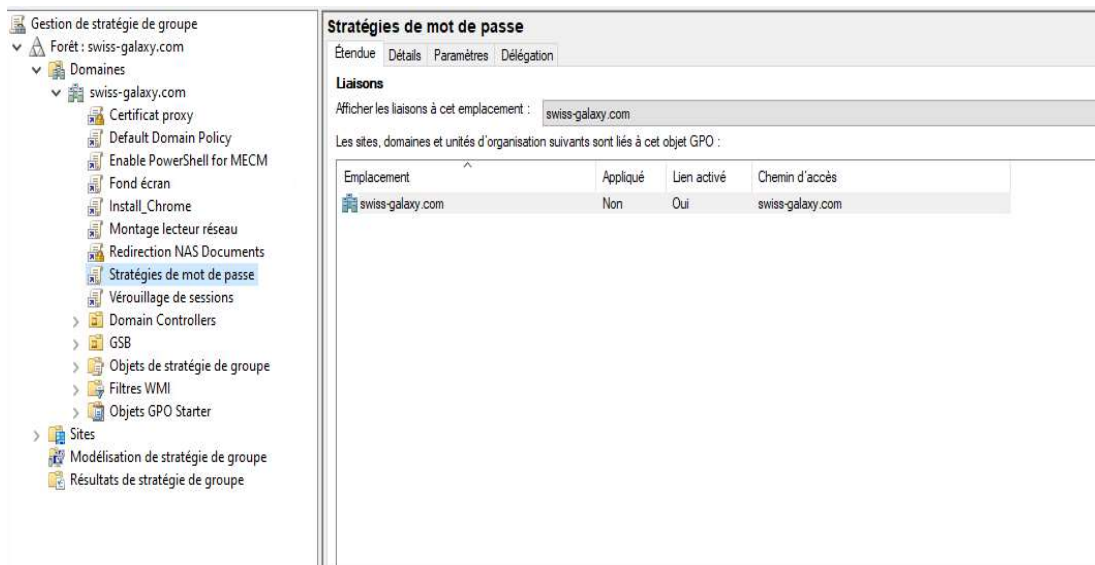 Gestion de stratégie de groupe
Forêt : swiss-galaxy.com
Domaines
swiss-galaxy.com
Certificat proxy
Default Domain Policy
Enable PowerShell for MECM
Fond écran
Install_Chrome
Montage lecteur réseau
Redirection NAS Documents
Stratégies de mot de passe
Vérouillage de sessions
Domain Controllers
GSB
Objets de stratégie de groupe
Filtres WMI
Objets GPO Starter
Sites
Modélisation de stratégie de groupe
Résultats de stratégie de groupe
Stratégies de mot de passe
Étendue Détails Paramètres Délégation
Liaisons
Afficher les liaisons à cet emplacement : swiss-galaxy.com
Les sites, domaines et unités d'organisation suivants sont liés à cet objet GPO :
Emplacement Appliqué Lien activé Chemin d'accès
swiss-galaxy.com Non Oui swiss-galaxy.com